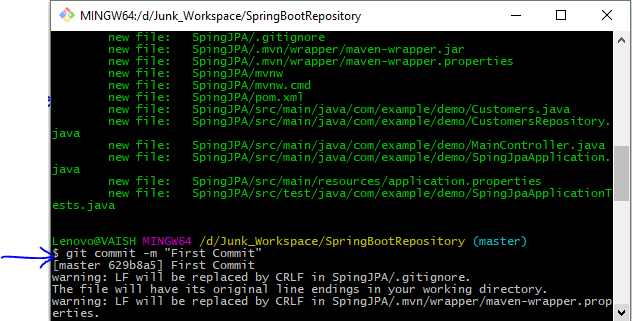 MINGW64:/d/Junk_Workspace/SpringBootRepository
new file:   SpingJPA/.gitignore
new file:   SpingJPA/.mvn/wrapper/maven-wrapper.jar
new file:   SpingJPA/.mvn/wrapper/maven-wrapper.properties
new file:   SpingJPA/mvnw
new file:   SpingJPA/mvnw.cmd
new file:   SpingJPA/pom.xml
new file:   SpingJPA/src/main/java/com/example/demo/Customers.java
new file:   SpingJPA/src/main/java/com/example/demo/CustomersRepository.
java
new file:   SpingJPA/src/main/java/com/example/demo/MainController.java
new file:   SpingJPA/src/main/java/com/example/demo/SpingJpaApplication.
java
new file:   SpingJPA/src/main/resources/application.properties
new file:   SpingJPA/src/test/java/com/example/demo/SpingJpaApplicationT
ests.java
Lenovo@VAISH MINGW64 /d/Junk_Workspace/SpringBootRepository (master)
$ git commit -m "First Commit"
[master 629b8a5] First Commit
warning: LF will be replaced by CRLF in SpingJPA/.gitignore.
The file will have its original line endings in your working directory.
warning: LF will be replaced by CRLF in SpingJPA/.mvn/wrapper/maven-wrapper.prop
erties.